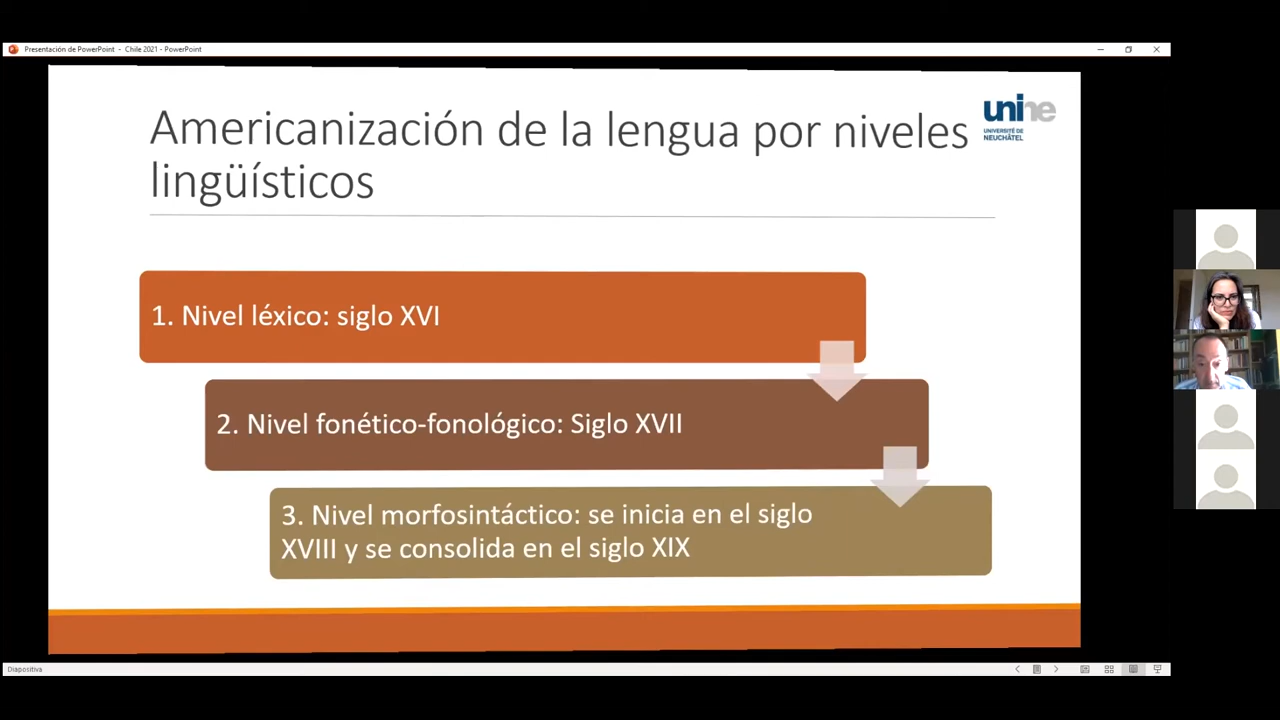 Presentación de PowerPoint - Chile 2021 - PowerPoint
Americanización de la lengua por niveles
lingüísticos
unine
UNIVERSITÉ DE
NEUCHÂTEL
1. Nivel léxico: siglo XVI
2. Nivel fonético-fonológico: Siglo XVII
3. Nivel morfosintáctico: se inicia en el siglo
XVIII y se consolida en el siglo XIX
Diapositiva